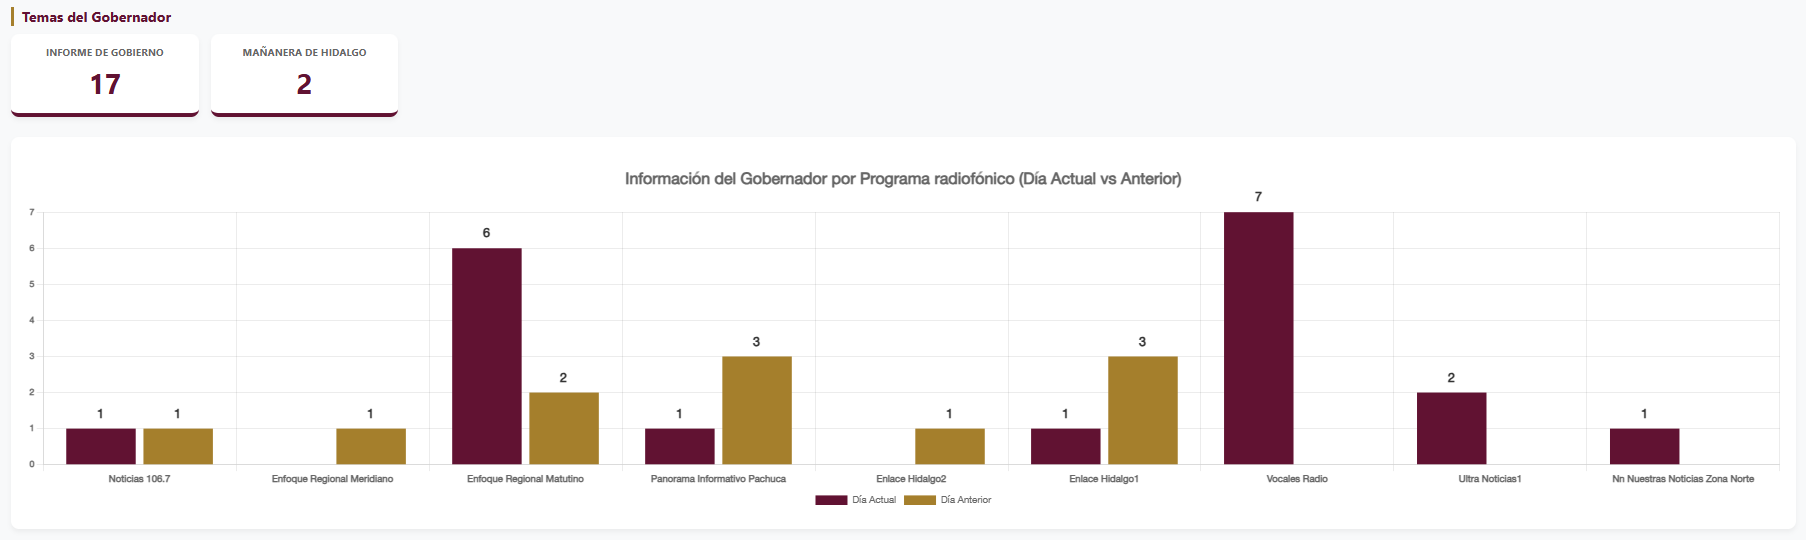 Temas del Gobernador
INFORME DE GOBIERNO
17
MAÑANERA DE HIDALGO
2
Información del Gobernador por Programa radiofónico (Día Actual vs Anterior)
7
6
5
4
3
2
1
0
1 1
1
6 2
1 3
1
1 3
7
2
1
Noticias 106.7
Enfoque Regional Meridiano
Enfoque Regional Matutino
Panorama Informativo Pachuca
Enlace Hidalgo2
Enlace Hidalgo1
Vocales Radio
Ultra Noticias1
Nn Nuestras Noticias Zona Norte
Día Actual
Día Anterior